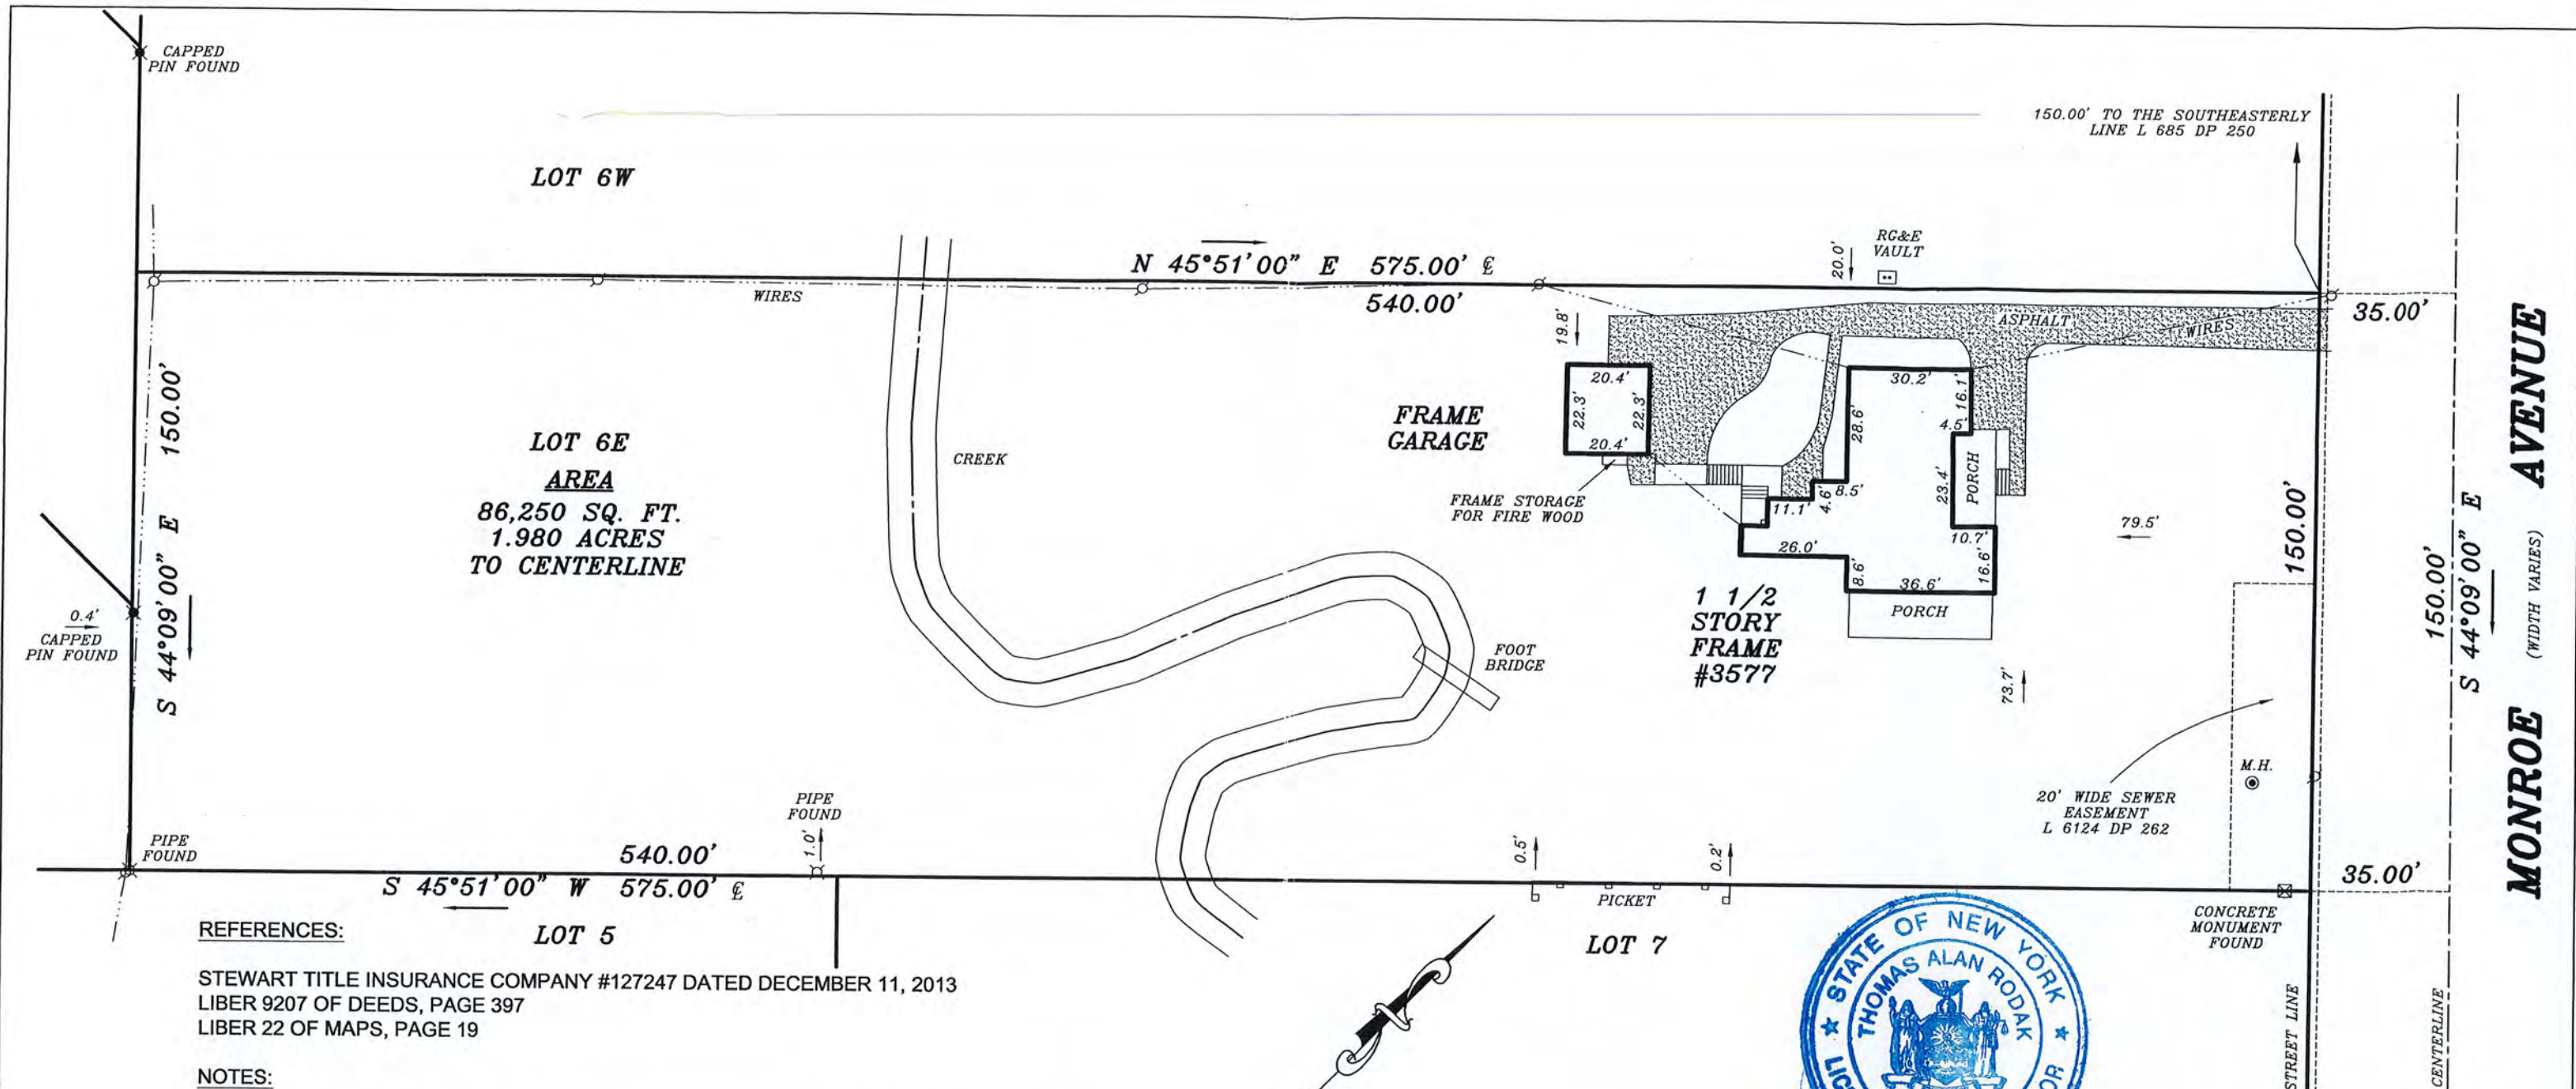 CAPPED
PIN FOUND
150.00' TO THE SOUTHEASTERLY
LINE L 685 DP 250
LOT 6W
N 45°51'00" E 575.00' ℄
540.00'
WIRES
20.0'
RG&E
VAULT
35.00'
ASPHALT
WIRES
19.8'
S 44°09'00" E 150.00'
LOT 6E
AREA
86,250 SQ. FT.
1.980 ACRES
TO CENTERLINE
CREEK
FRAME
GARAGE
20.4'
22.3'
22.3'
20.4'
FRAME STORAGE
FOR FIRE WOOD
30.2'
16.1'
28.6'
4.5'
23.4'
PORCH
8.5'
4.6'
11.1'
26.0'
10.7'
16.6'
8.6'
36.6'
PORCH
1 1/2
STORY
FRAME
#3577
79.5'
73.7'
150.00'
150.00'
S 44°09'00" E
MONROE (WIDTH VARIES) AVENUE
0.4'
CAPPED
PIN FOUND
FOOT
BRIDGE
M.H.
20' WIDE SEWER
EASEMENT
L 6124 DP 262
PIPE
FOUND
PIPE
FOUND
1.0'
540.00'
S 45°51'00" W 575.00' ℄
0.5'
0.2'
PICKET
35.00'
CONCRETE
MONUMENT
FOUND
LOT 5
LOT 7
REFERENCES:
STEWART TITLE INSURANCE COMPANY #127247 DATED DECEMBER 11, 2013
LIBER 9207 OF DEEDS, PAGE 397
LIBER 22 OF MAPS, PAGE 19
NOTES:
STATE OF NEW YORK
THOMAS ALAN RODAK
STREET LINE
CENTERLINE